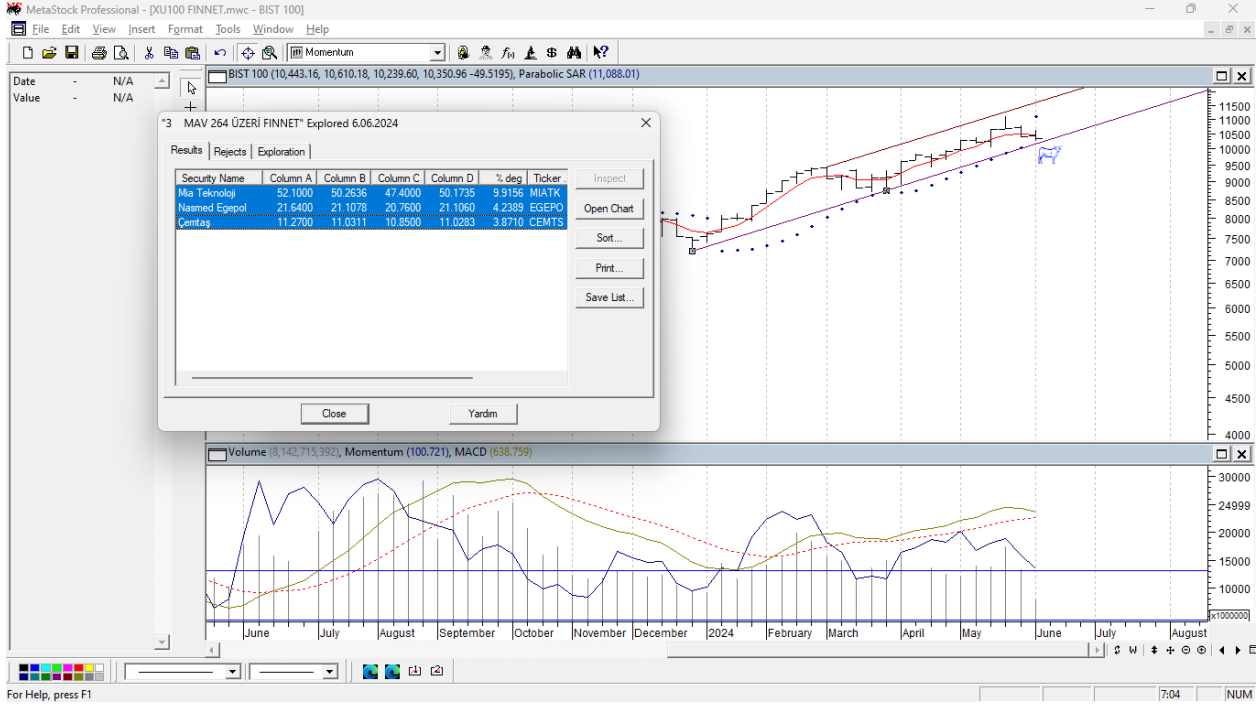 MetaStock Professional - [XU100 FINNET.mwc - BIST 100]
File Edit View Insert Format Tools Window Help
Momentum
Date - N/A
Value - N/A
BIST 100 (10,443.16, 10,610.18, 10,239.60, 10,350.96 -49.5195), Parabolic SAR (11,088.01)
"3 MAV 264 ÜZERİ FINNET" Explored 6.06.2024
Results Rejects Exploration
Security Name Column A Column B Column C Column D % deg Ticker
Mia Teknoloji 52.1000 50.2636 47.4000 50.1735 9.9156 MIATK
Nasmed Egepol 21.6400 21.1078 20.7600 21.1060 4.2389 EGEPO
Çemtaş 11.2700 11.0311 10.8500 11.0283 3.8710 CEMTS
Inspect
Open Chart
Sort...
Print...
Save List...
Close Yardım
11500
11000
10500
10000
9500
9000
8500
8000
7500
7000
6500
6000
5500
5000
4500
4000
Volume (8,142,715,392), Momentum (100.721), MACD (638.759)
30000
24999
20000
15000
10000
x1000000
June July August September October November December 2024 February March April May June July August
For Help, press F1
7:04 NUM